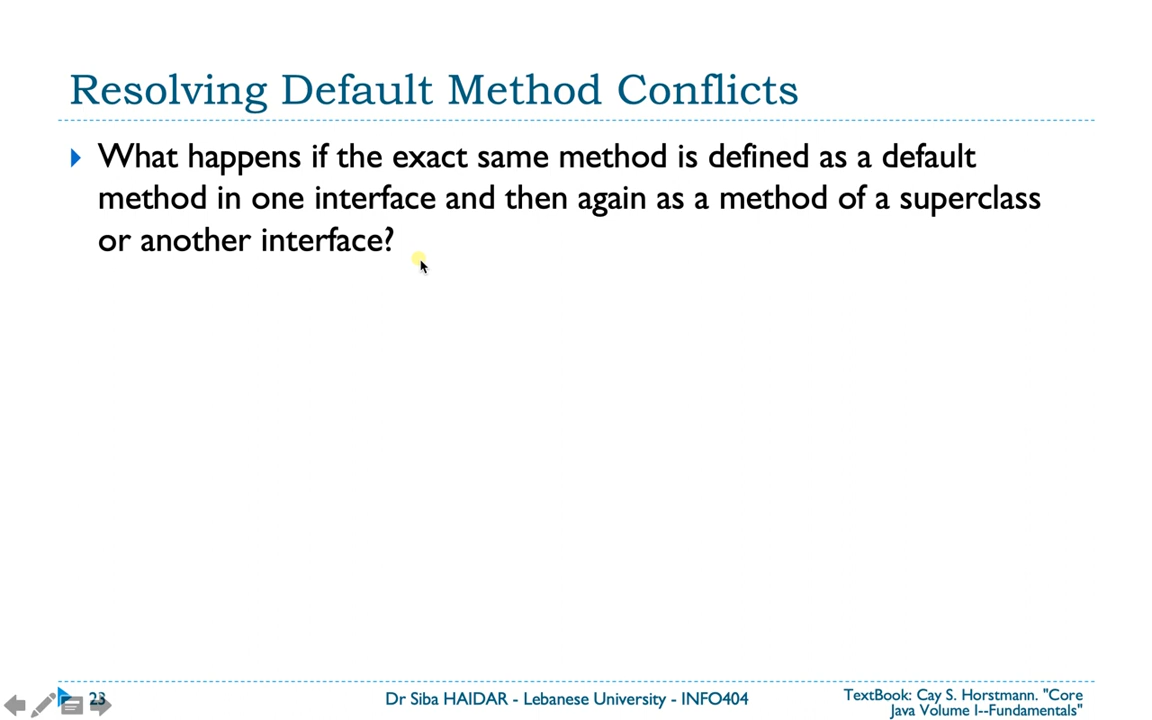 Resolving Default Method Conflicts
What happens if the exact same method is defined as a default
method in one interface and then again as a method of a superclass
or another interface?
23
Dr Siba HAIDAR - Lebanese University - INFO404
TextBook: Cay S. Horstmann. "Core
Java Volume I--Fundamentals"